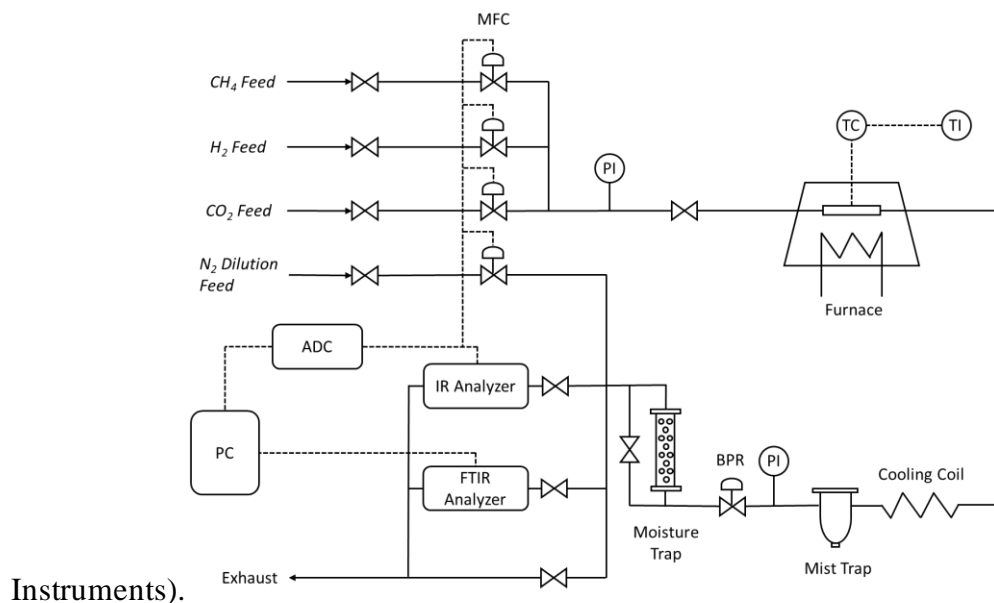 MFC
CH4 Feed
H2 Feed
TC
TI
PI
CO2 Feed
N2 Dilution
Feed
Furnace
ADC
IR Analyzer
PC
BPR
PI
Cooling Coil
FTIR
Analyzer
Moisture
Trap
Mist Trap
Exhaust
Instruments).